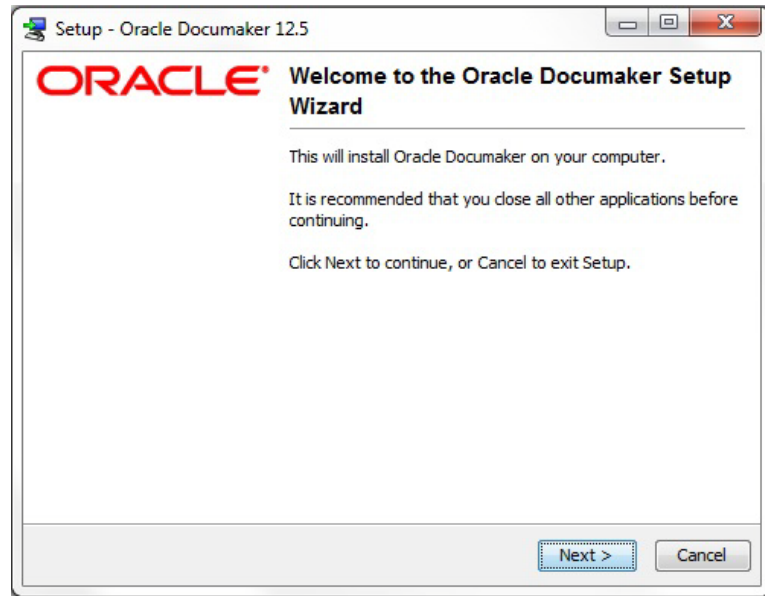 Setup - Oracle Documaker 12.5
ORACLE®
Welcome to the Oracle Documaker Setup
Wizard
This will install Oracle Documaker on your computer.
It is recommended that you close all other applications before
continuing.
Click Next to continue, or Cancel to exit Setup.
Next >
Cancel